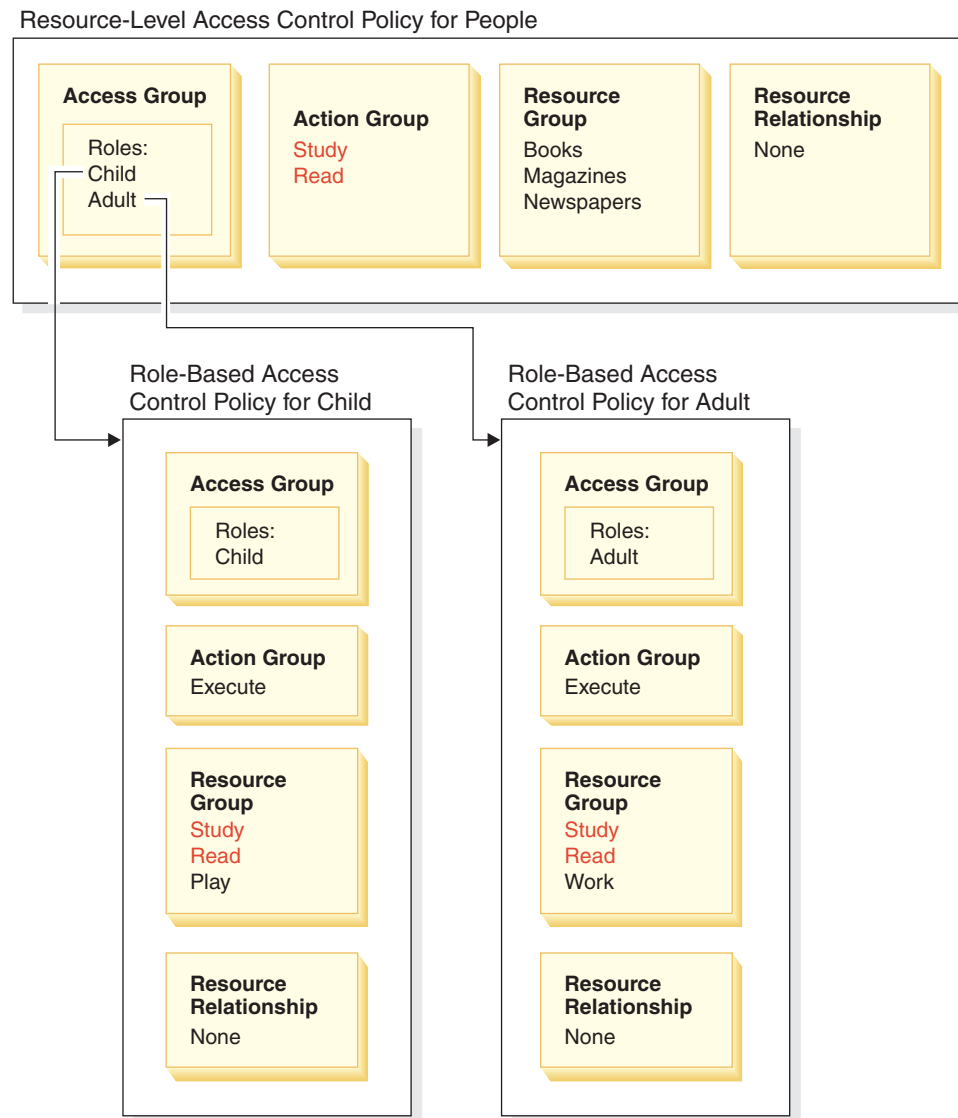 Resource-Level Access Control Policy for People
Access Group
Roles:
Child
Adult
Action Group
Study
Read
Resource
Group
Books
Magazines
Newspapers
Resource
Relationship
None
Role-Based Access
Control Policy for Child
Access Group
Roles:
Child
Action Group
Execute
Resource
Group
Study
Read
Play
Resource
Relationship
None
Role-Based Access
Control Policy for Adult
Access Group
Roles:
Adult
Action Group
Execute
Resource
Group
Study
Read
Work
Resource
Relationship
None